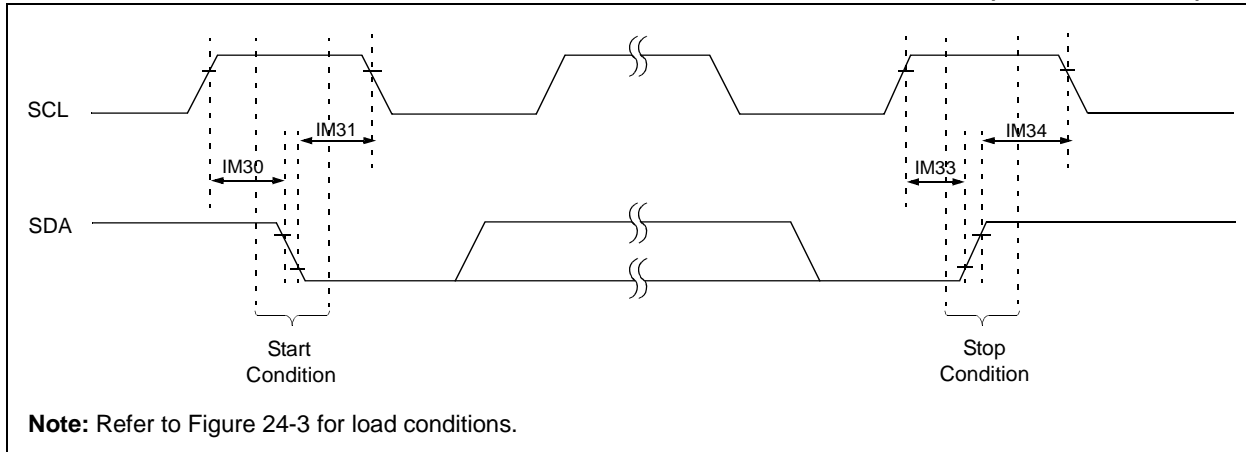 SCL
IM31
IM34
IM30
IM33
SDA
Start
Condition
Stop
Condition
Note: Refer to Figure 24-3 for load conditions.